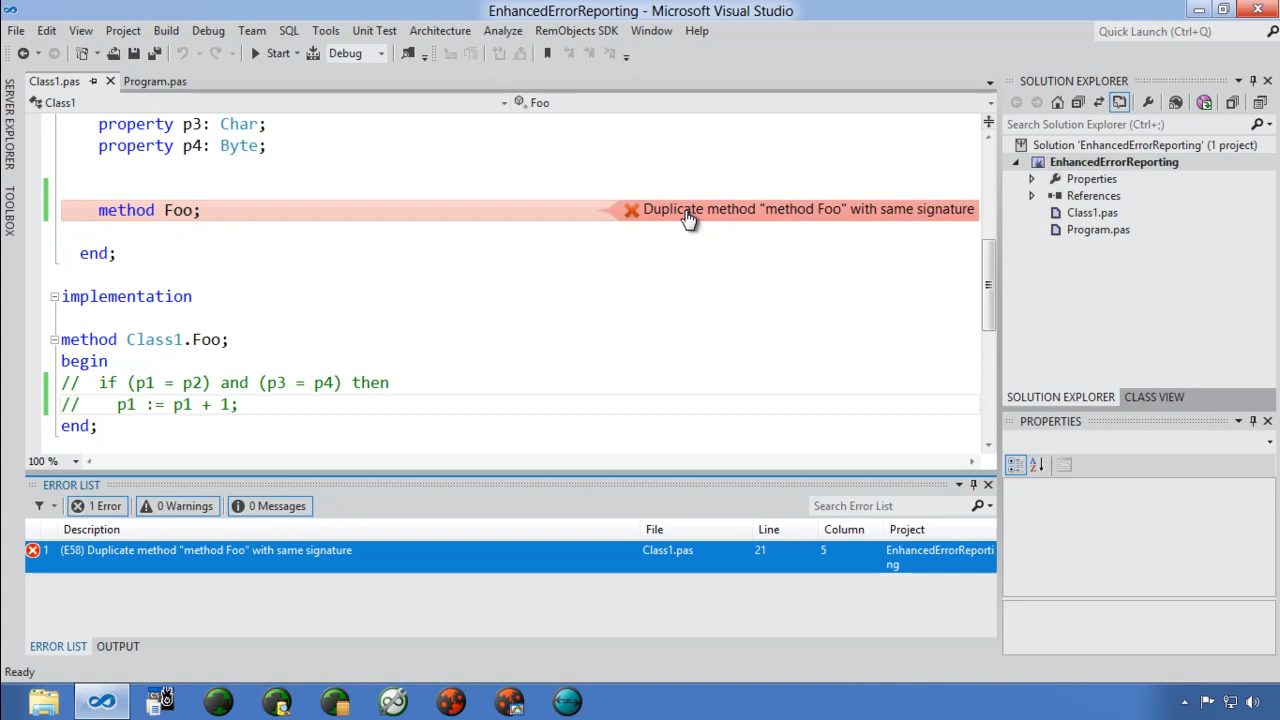 EnhancedErrorReporting - Microsoft Visual Studio
File Edit View Project Build Debug Team SQL Tools Unit Test Architecture Analyze RemObjects SDK Window Help
Quick Launch (Ctrl+;)
Start Debug
SERVER EXPLORER
TOOLBOX
Class1.pas Program.pas
Class1 Foo
property p3: Char;
property p4: Byte;
method Foo;
Duplicate method "method Foo" with same signature
end;
implementation
method Class1.Foo;
begin
//  if (p1 = p2) and (p3 = p4) then
//    p1 := p1 + 1;
end;
100 %
SOLUTION EXPLORER
Search Solution Explorer (Ctrl+;)
Solution 'EnhancedErrorReporting' (1 project)
EnhancedErrorReporting
Properties
References
Class1.pas
Program.pas
SOLUTION EXPLORER CLASS VIEW
PROPERTIES
ERROR LIST
1 Error 0 Warnings 0 Messages Search Error List
Description File Line Column Project
1 (E58) Duplicate method "method Foo" with same signature Class1.pas 21 5 EnhancedErrorReporti
ng
ERROR LIST OUTPUT
Ready